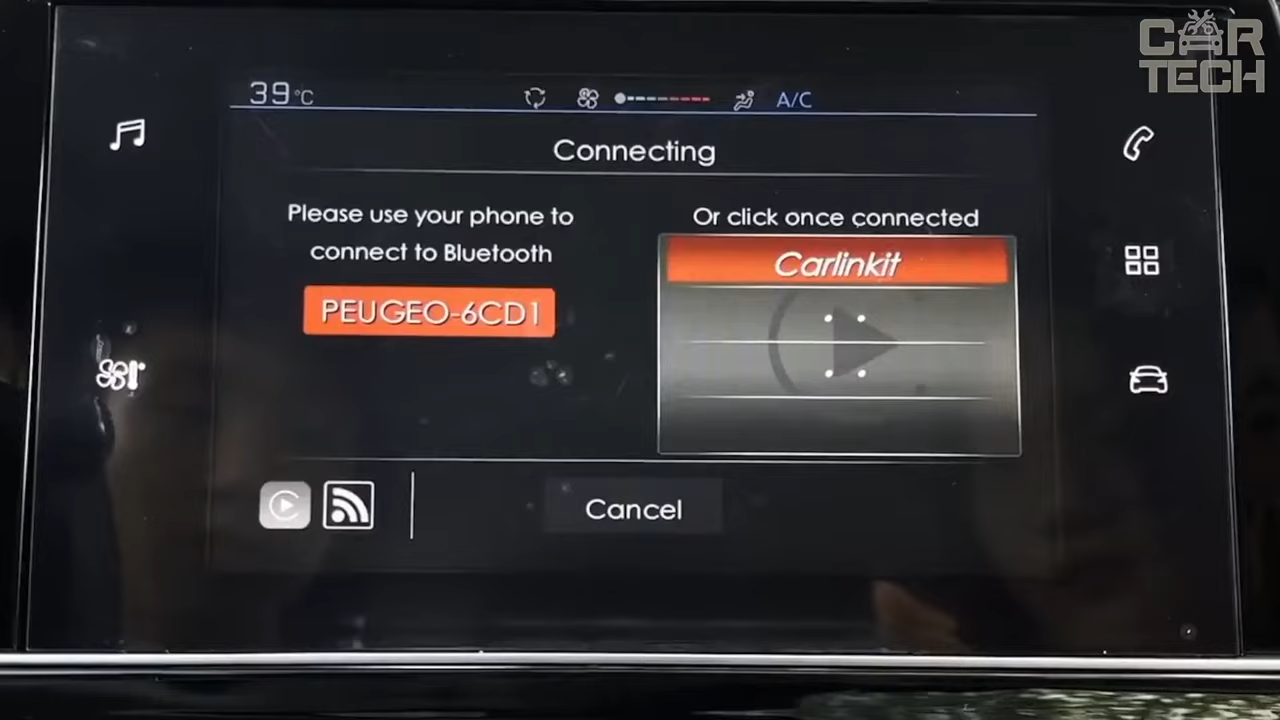 CAR
TECH
39°C
A/C
Connecting
Please use your phone to
connect to Bluetooth
PEUGEO-6CD1
Or click once connected
Carlinkit
: :
Cancel